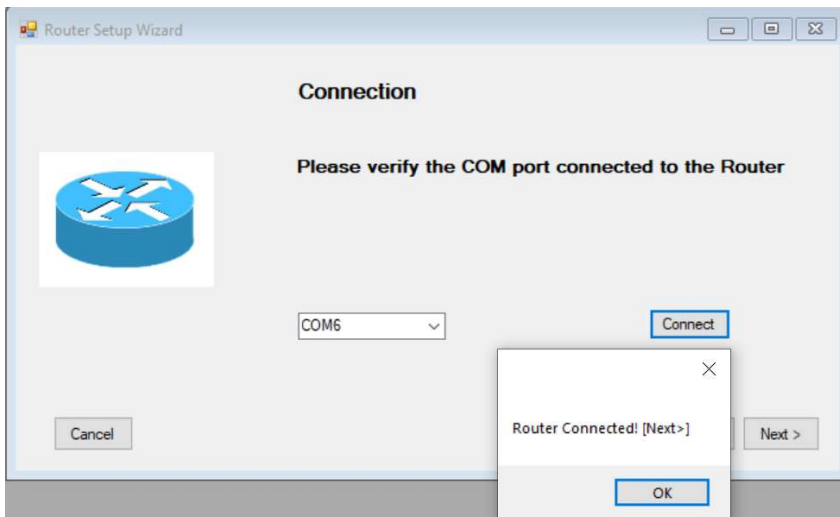 Router Setup Wizard
Connection
Please verify the COM port connected to the Router
COM6
Connect
Router Connected! [Next>]
Cancel
Next >
OK